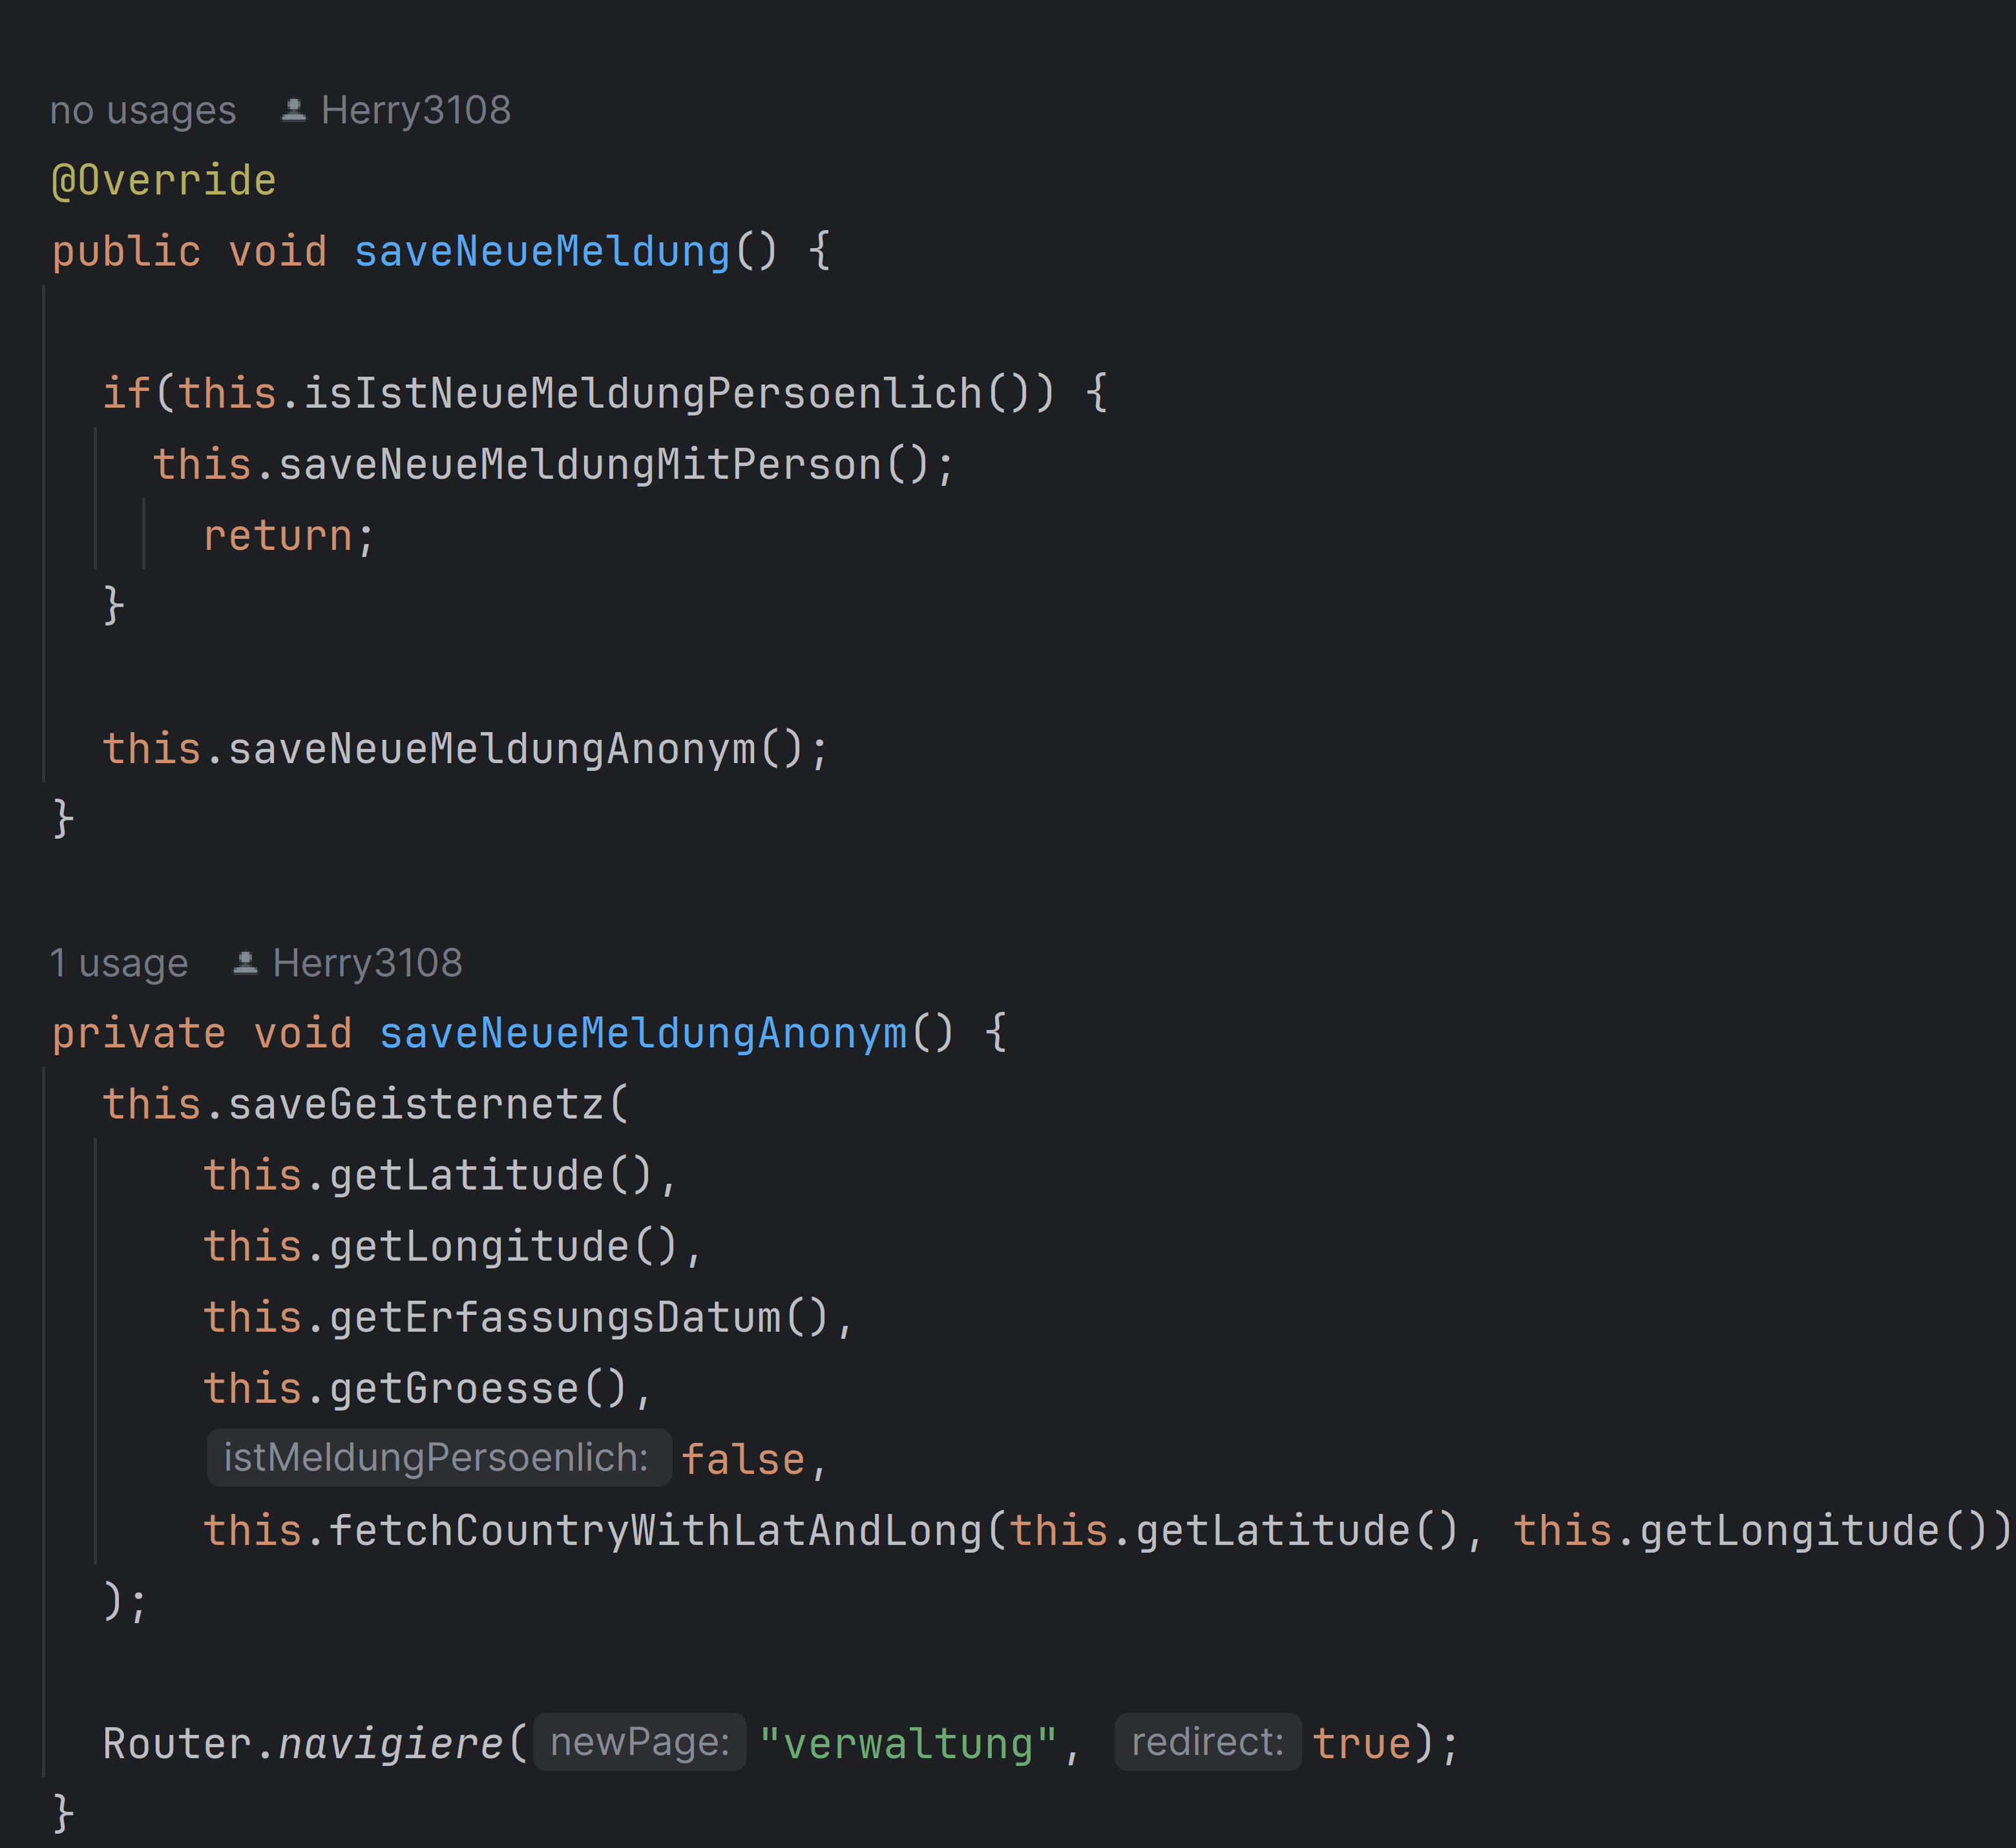 no usages Herry3108
@Override
public void saveNeueMeldung() {
if(this.isIstNeueMeldungPersoenlich()) {
this.saveNeueMeldungMitPerson();
return;
}
this.saveNeueMeldungAnonym();
}
1 usage Herry3108
private void saveNeueMeldungAnonym() {
this.saveGeisternetz(
this.getLatitude(),
this.getLongitude(),
this.getErfassungsDatum(),
this.getGroesse(),
istMeldungPersoenlich: false,
this.fetchCountryWithLatAndLong(this.getLatitude(), this.getLongitude())
);
Router.navigiere( newPage: "verwaltung", redirect: true);
}